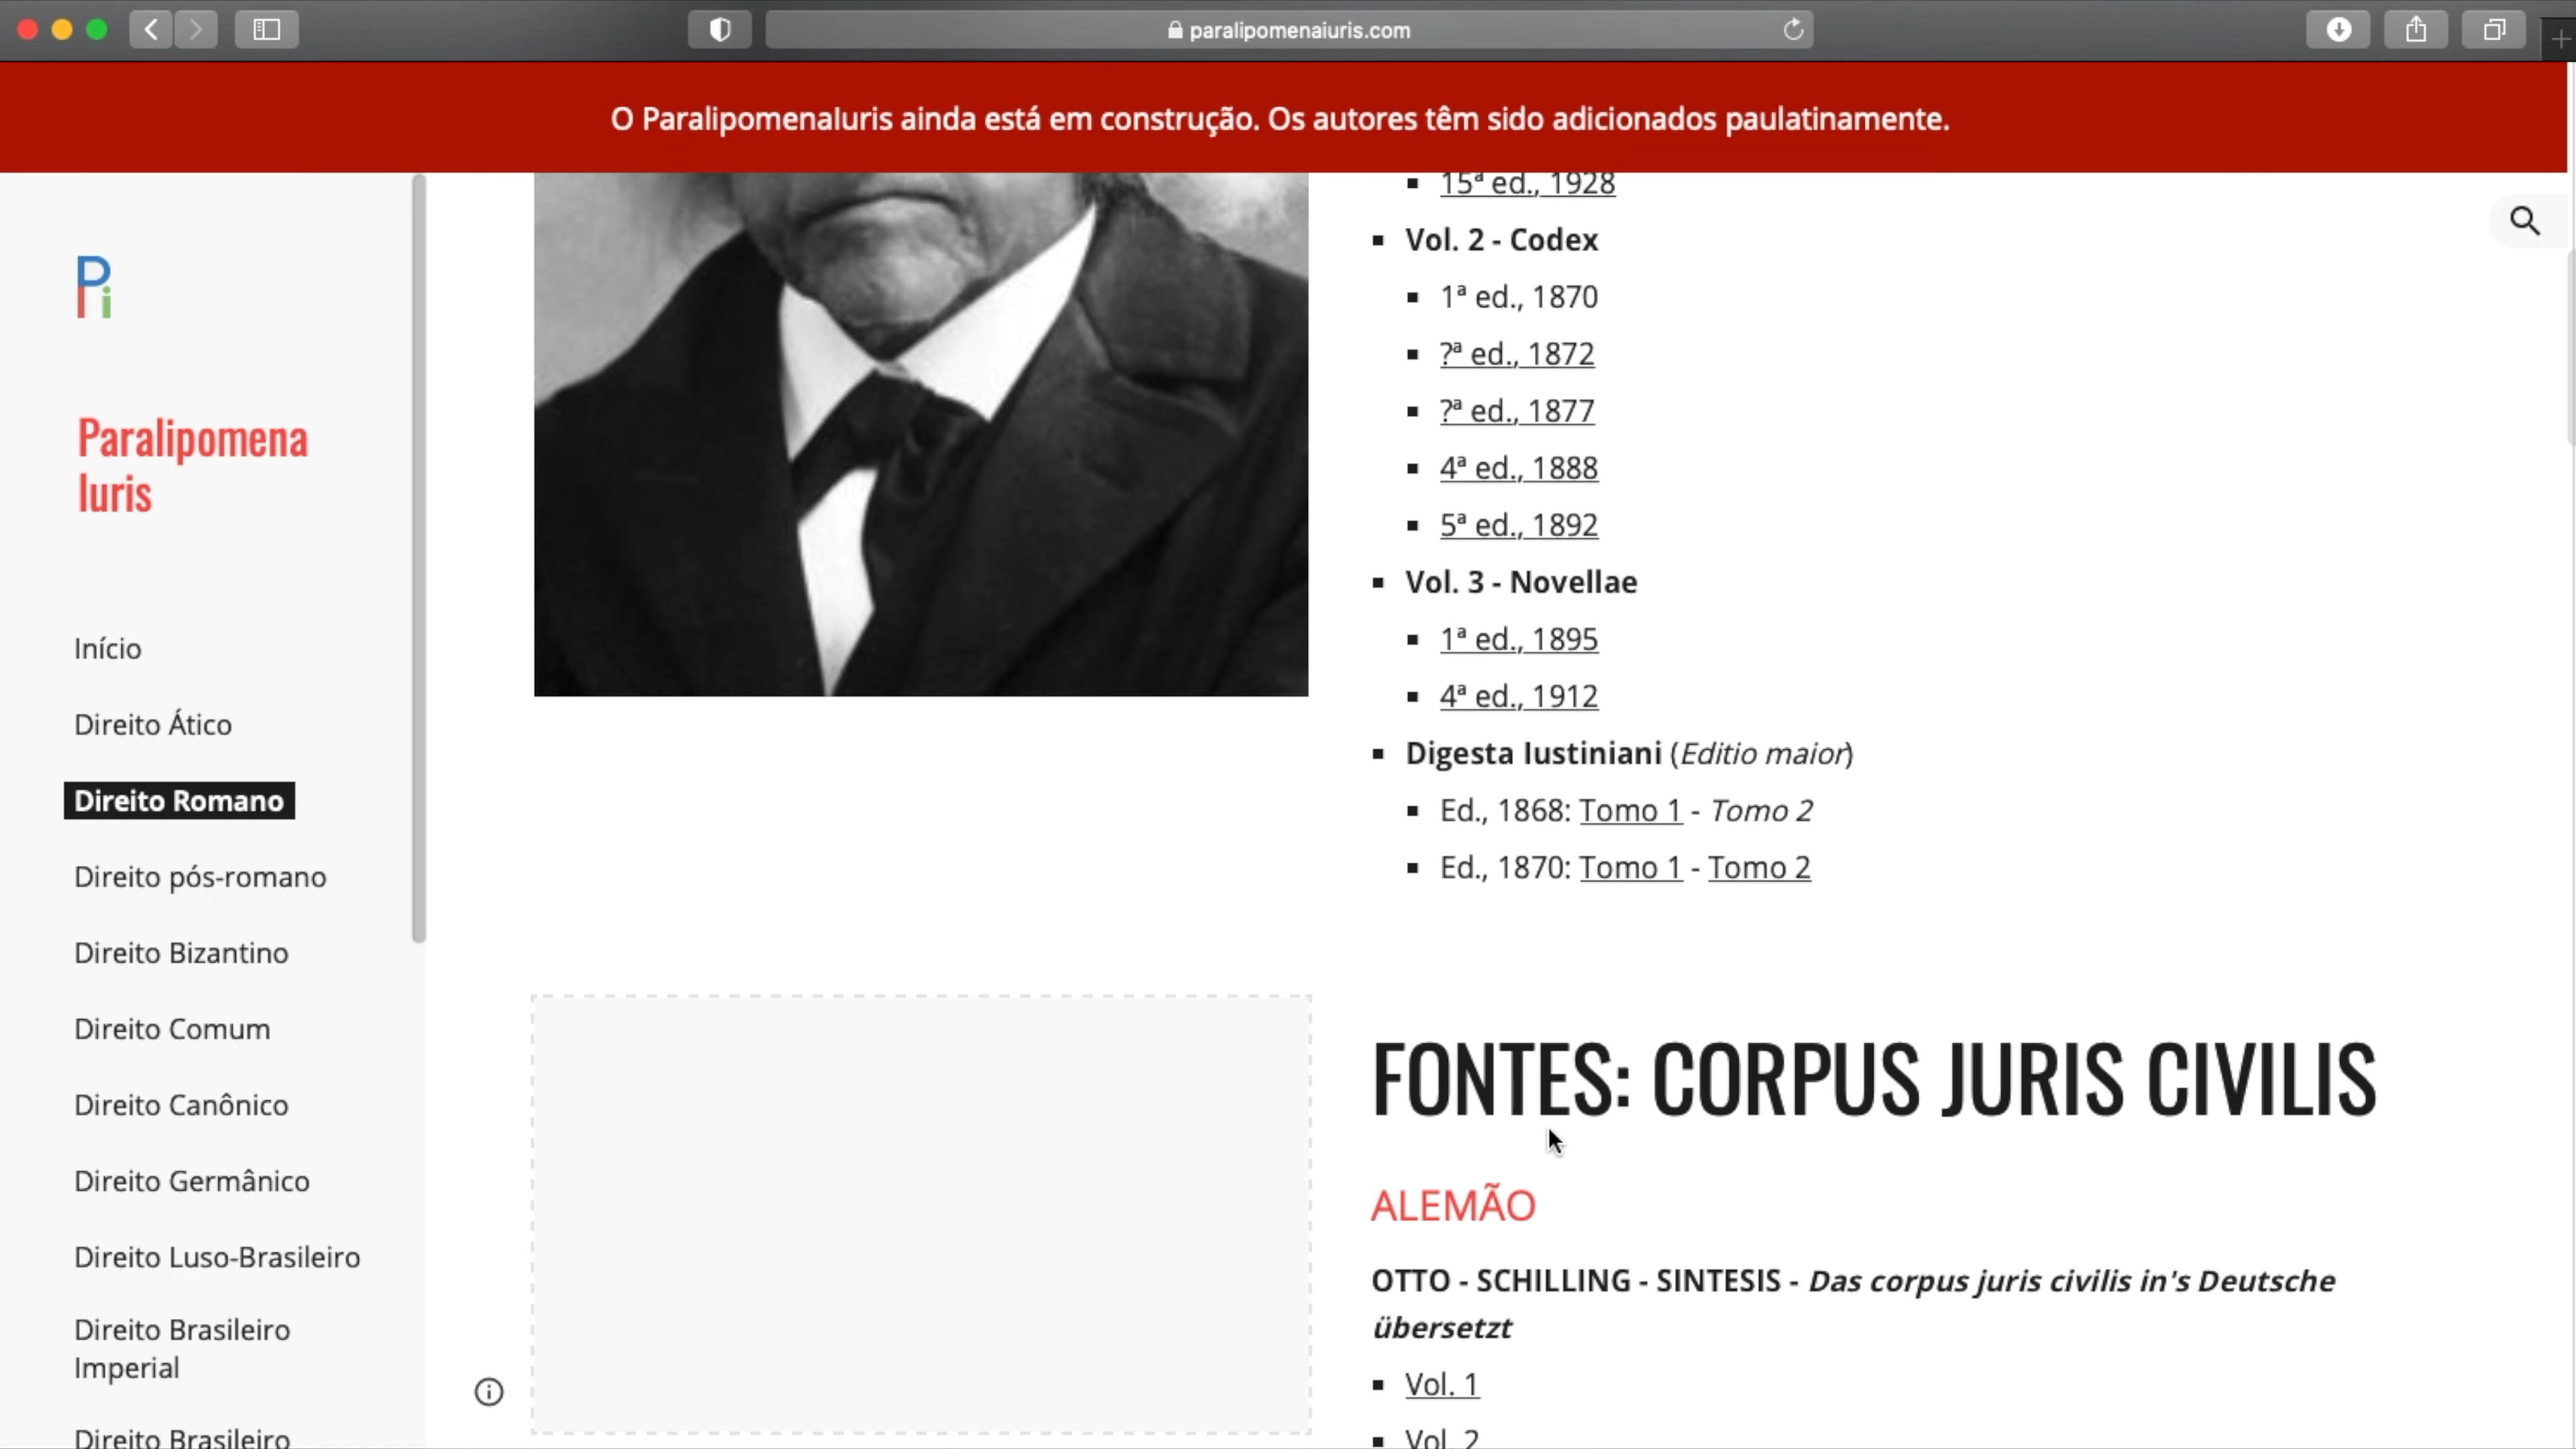 paralipomenaiuris.com
O ParalipomenaIuris ainda está em construção. Os autores têm sido adicionados paulatinamente.
Pi
Paralipomena
Iuris
Início
Direito Ático
Direito Romano
Direito pós-romano
Direito Bizantino
Direito Comum
Direito Canônico
Direito Germânico
Direito Luso-Brasileiro
Direito Brasileiro
Imperial
Direito Brasileiro
15ª ed., 1928
Vol. 2 - Codex
1ª ed., 1870
?ª ed., 1872
?ª ed., 1877
4ª ed., 1888
5ª ed., 1892
Vol. 3 - Novellae
1ª ed., 1895
4ª ed., 1912
Digesta Iustiniani (Editio maior)
Ed., 1868: Tomo 1 - Tomo 2
Ed., 1870: Tomo 1 - Tomo 2
FONTES: CORPUS JURIS CIVILIS
ALEMÃO
OTTO - SCHILLING - SINTESIS - Das corpus juris civilis in's Deutsche
übersetzt
Vol. 1
Vol. 2